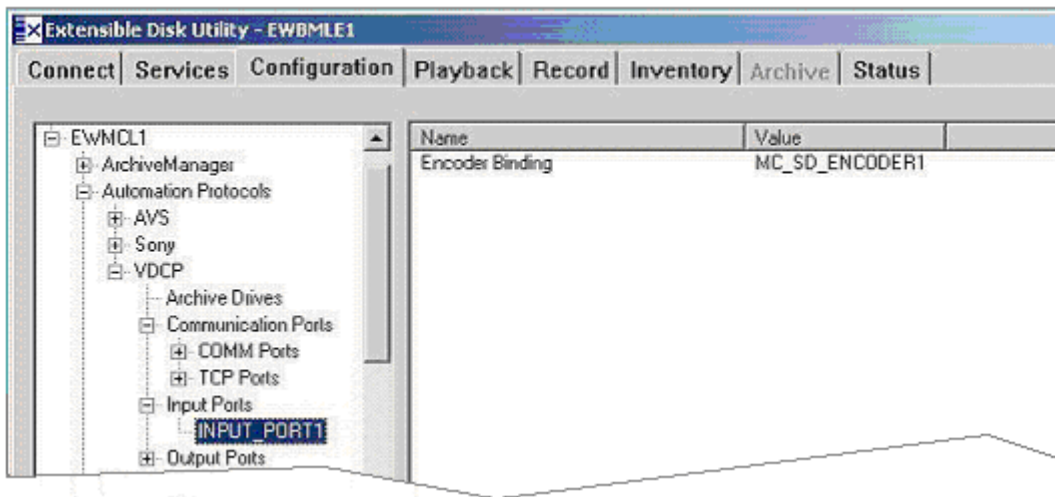 Extensible Disk Utility - EWBMLE1
Connect Services Configuration Playback Record Inventory Archive Status
EWMCL1
ArchiveManager
Automation Protocols
AVS
Sony
VDCP
Archive Drives
Communication Ports
COMM Ports
TCP Ports
Input Ports
INPUT_PORT1
Output Ports
Name Value
Encoder Binding MC_SD_ENCODER1